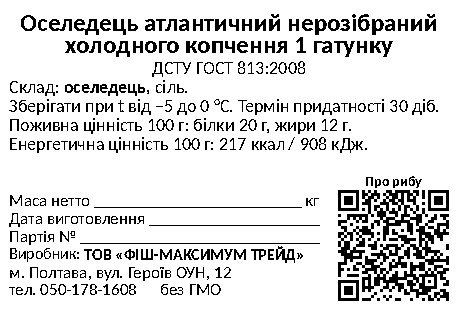 Оселедець атлантичний нерозібраний
холодного копчення 1 гатунку
ДСТУ ГОСТ 813:2008
Склад: оселедець, сіль.
Зберігати при t від −5 до 0 °C. Термін придатності 30 діб.
Поживна цінність 100 г: білки 20 г, жири 12 г.
Енергетична цінність 100 г: 217 ккал / 908 кДж.
Про рибу
Маса нетто ________________________ кг
Дата виготовлення ____________________
Партія № ____________________________
Виробник: ТОВ «ФІШ-МАКСИМУМ ТРЕЙД»
м. Полтава, вул. Героїв ОУН, 12
тел. 050-178-1608 без ГМО